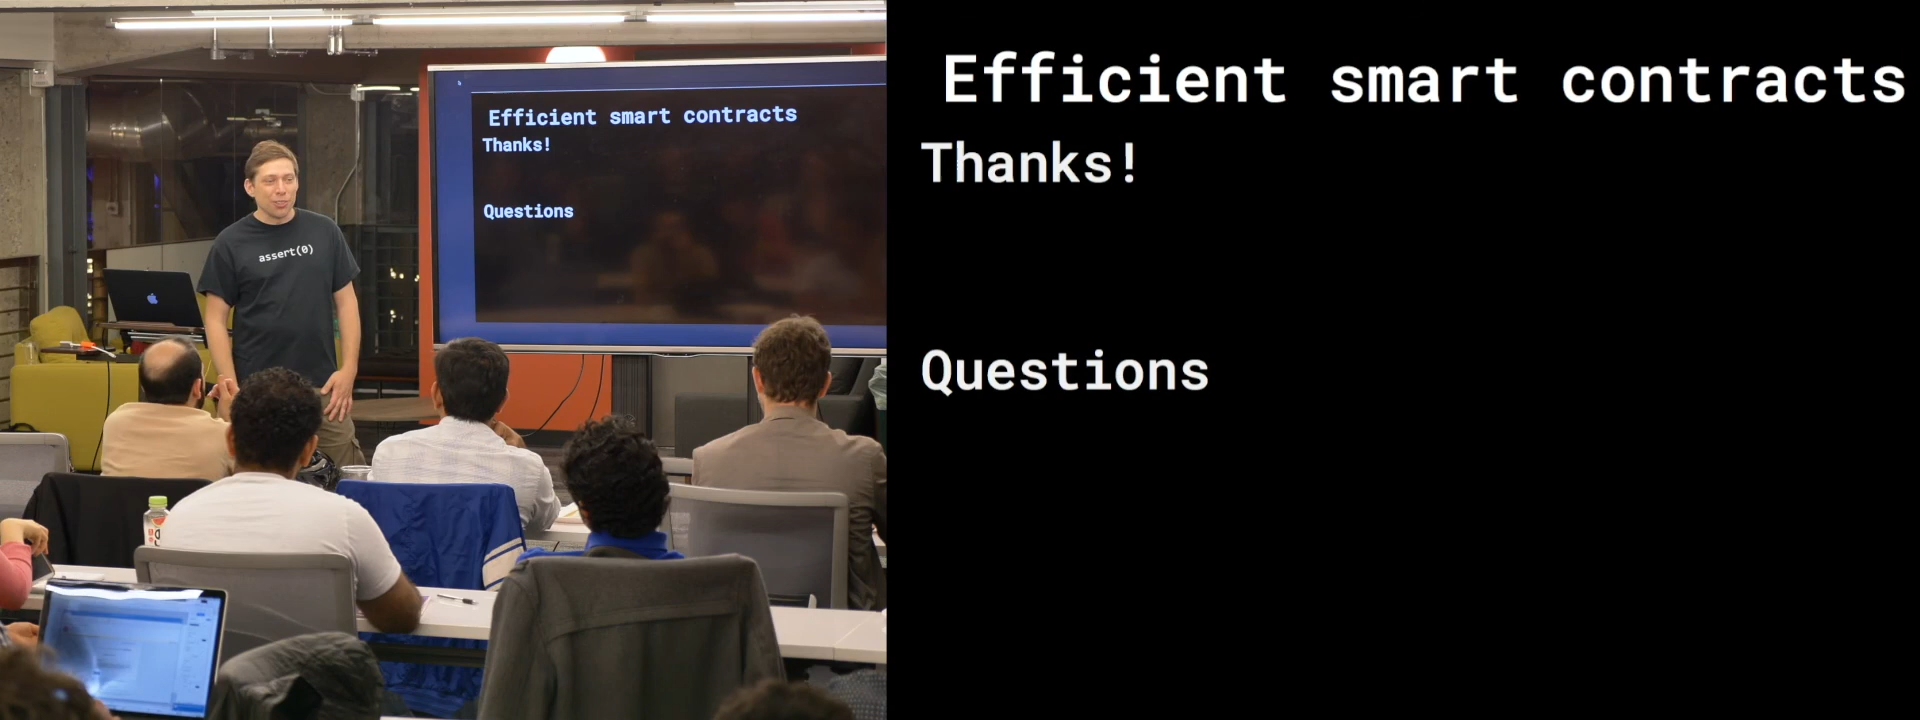 Efficient smart contracts
Thanks!
Questions
assert(0)
Efficient smart contracts
Thanks!
Questions